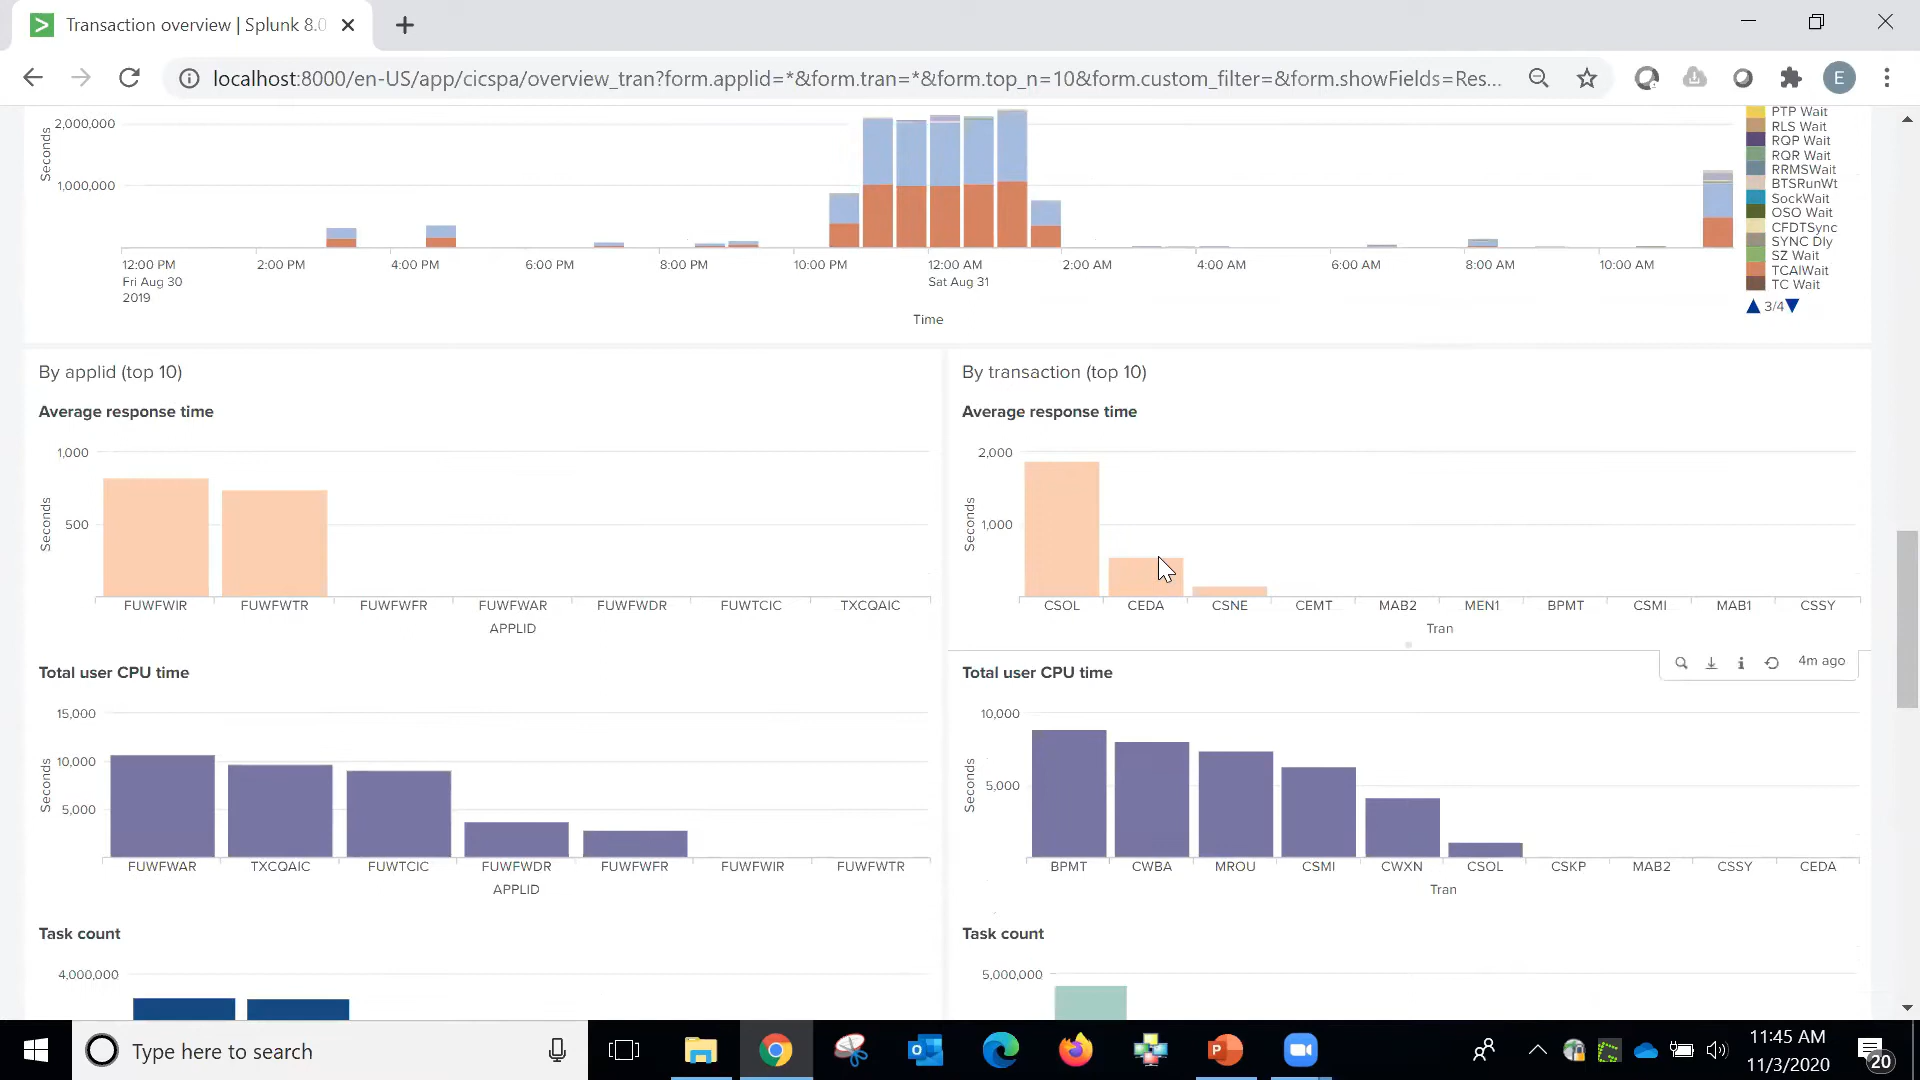 Transaction overview | Splunk 8.0
localhost:8000/en-US/app/cicspa/overview_tran?form.applid=*&form.tran=*&form.top_n=10&form.custom_filter=&form.showFields=Res...
E
Seconds
2,000,000
1,000,000
12:00 PM 2:00 PM 4:00 PM 6:00 PM 8:00 PM 10:00 PM 12:00 AM 2:00 AM 4:00 AM 6:00 AM 8:00 AM 10:00 AM
Fri Aug 30 Sat Aug 31
2019
Time
PTP Wait
RLS Wait
RQP Wait
RQR Wait
RRMSWait
BTSRunWt
SockWait
OSO Wait
CFDTSync
SYNC Dly
SZ Wait
TCAIWait
TC Wait
3/4
By applid (top 10)
Average response time
Seconds
1,000
500
FUWFWIR FUWFWTR FUWFWFR FUWFWAR FUWFWDR FUWTCIC TXCQAIC
APPLID
Total user CPU time
Seconds
15,000
10,000
5,000
FUWFWAR TXCQAIC FUWTCIC FUWFWDR FUWFWFR FUWFWIR FUWFWTR
APPLID
Task count
4,000,000
By transaction (top 10)
Average response time
Seconds
2,000
1,000
CSOL CEDA CSNE CEMT MAB2 MEN1 BPMT CSMI MAB1 CSSY
Tran
4m ago
Total user CPU time
Seconds
10,000
5,000
BPMT CWBA MROU CSMI CWXN CSOL CSKP MAB2 CSSY CEDA
Tran
Task count
5,000,000
Type here to search
11:45 AM
11/3/2020
20